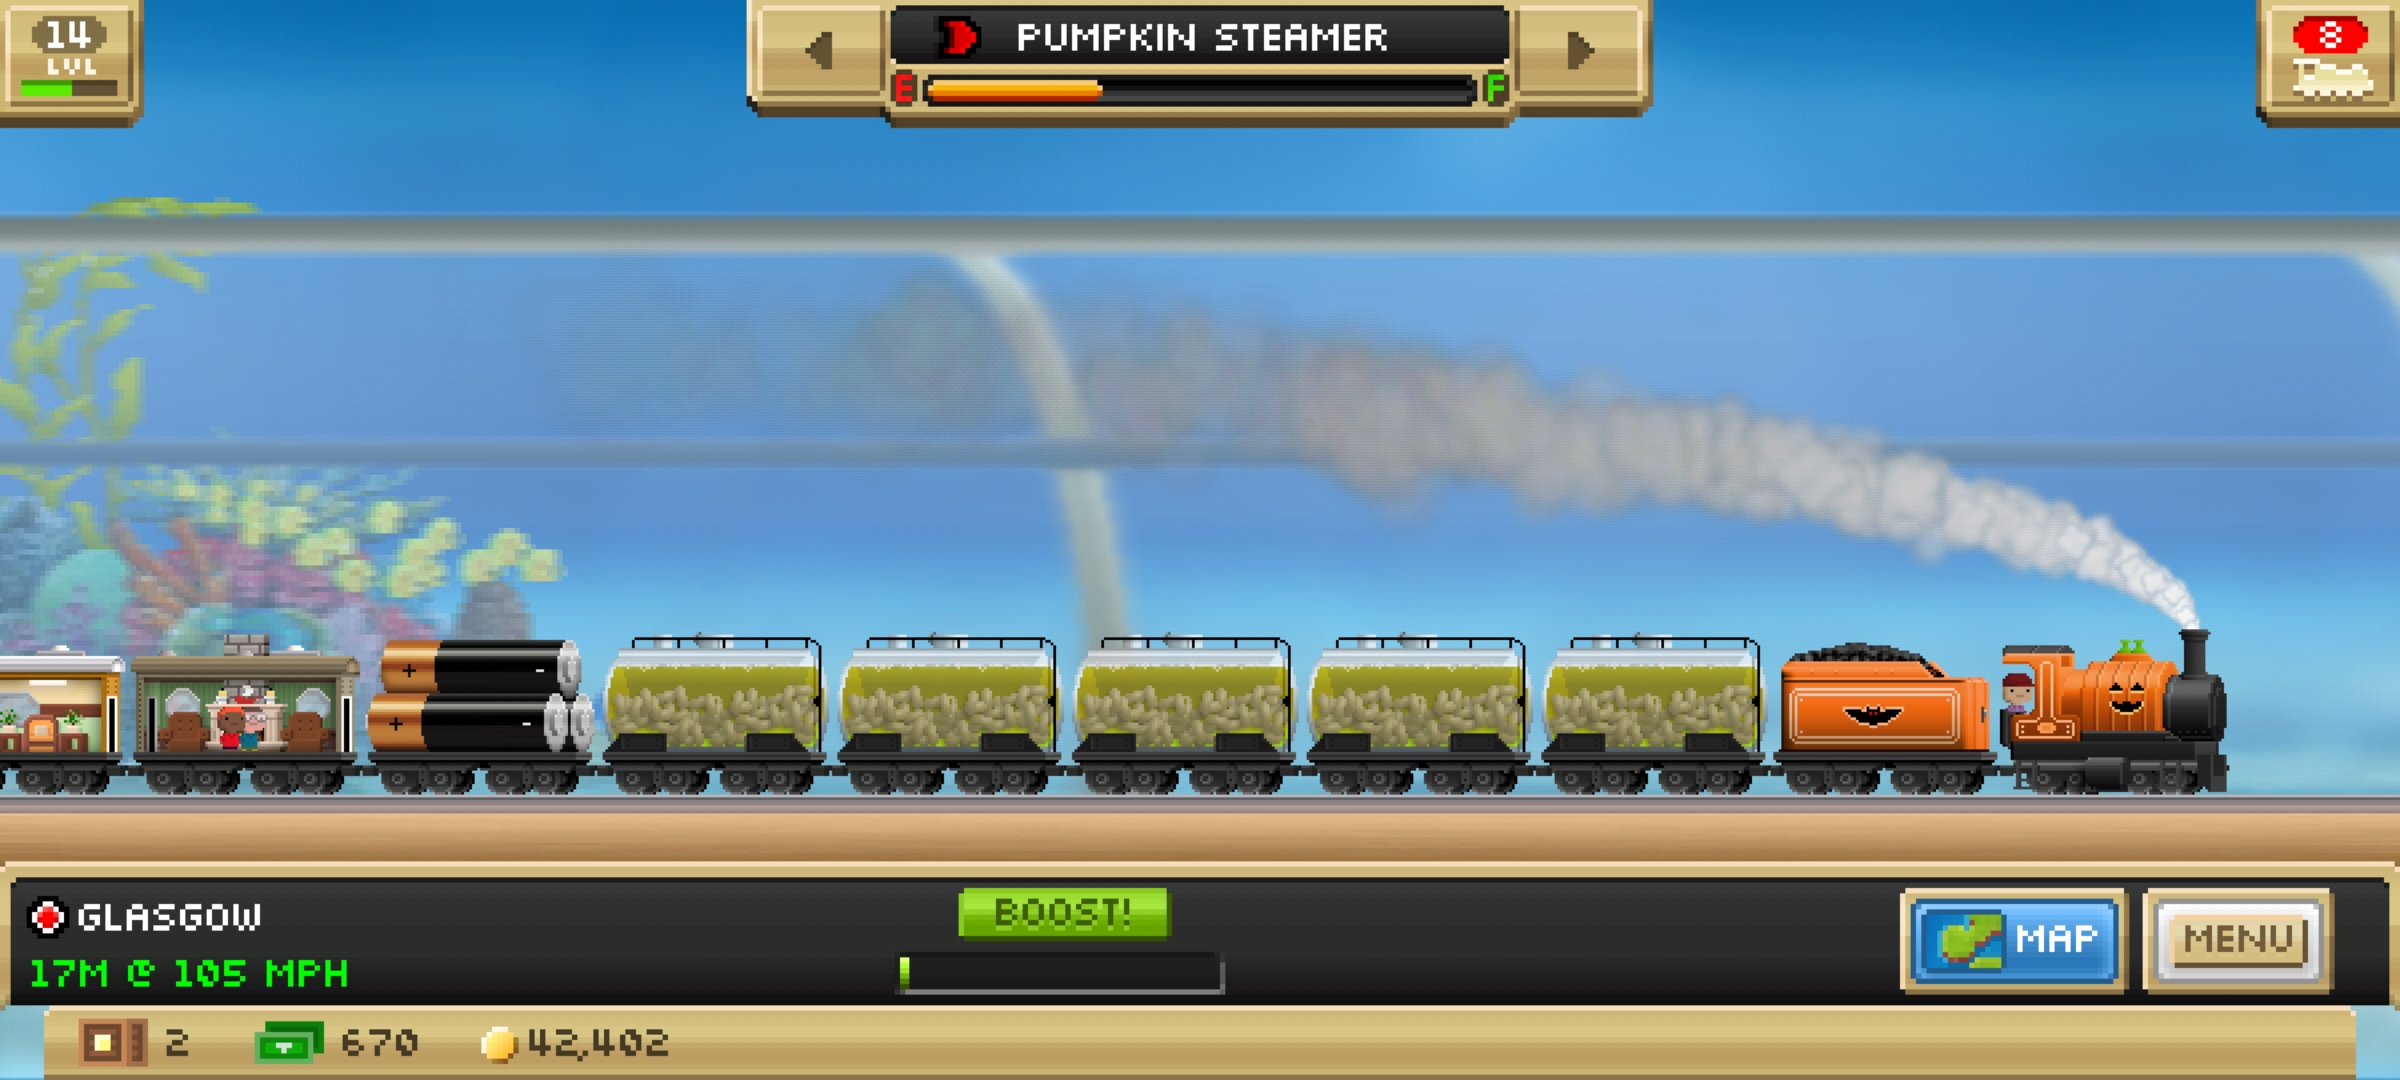 14
LVL
PUMPKIN STEAMER
E F
8
+ -
+ -
GLASGOW
17M @ 105 MPH
BOOST!
MAP
MENU
2
670
42,402